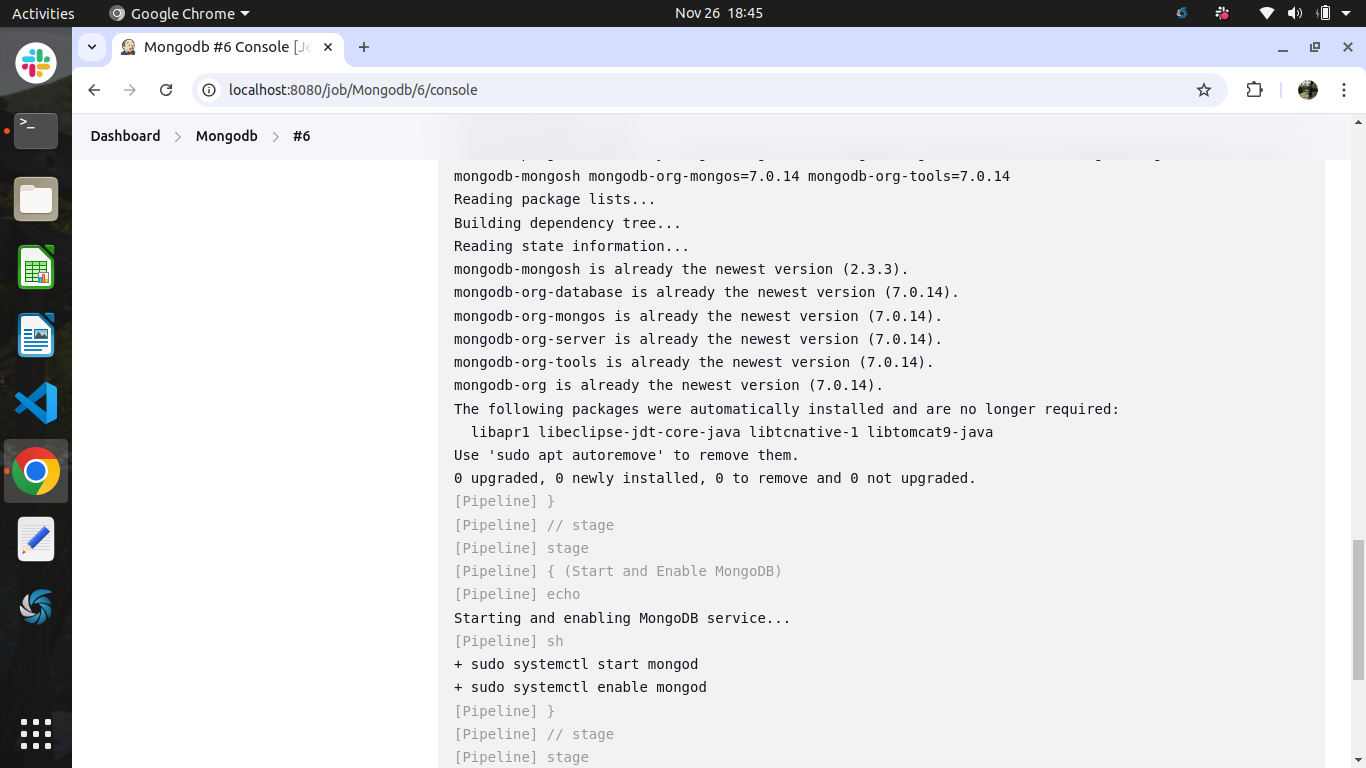 Activities
Google Chrome
Nov 26 18:45
Mongodb #6 Console [Je
localhost:8080/job/Mongodb/6/console
Dashboard
Mongodb
#6
mongodb-mongosh mongodb-org-mongos=7.0.14 mongodb-org-tools=7.0.14
Reading package lists...
Building dependency tree...
Reading state information...
mongodb-mongosh is already the newest version (2.3.3).
mongodb-org-database is already the newest version (7.0.14).
mongodb-org-mongos is already the newest version (7.0.14).
mongodb-org-server is already the newest version (7.0.14).
mongodb-org-tools is already the newest version (7.0.14).
mongodb-org is already the newest version (7.0.14).
The following packages were automatically installed and are no longer required:
libapr1 libeclipse-jdt-core-java libtcnative-1 libtomcat9-java
Use 'sudo apt autoremove' to remove them.
0 upgraded, 0 newly installed, 0 to remove and 0 not upgraded.
[Pipeline] }
[Pipeline] // stage
[Pipeline] stage
[Pipeline] { (Start and Enable MongoDB)
[Pipeline] echo
Starting and enabling MongoDB service...
[Pipeline] sh
+ sudo systemctl start mongod
+ sudo systemctl enable mongod
[Pipeline] }
[Pipeline] // stage
[Pipeline] stage